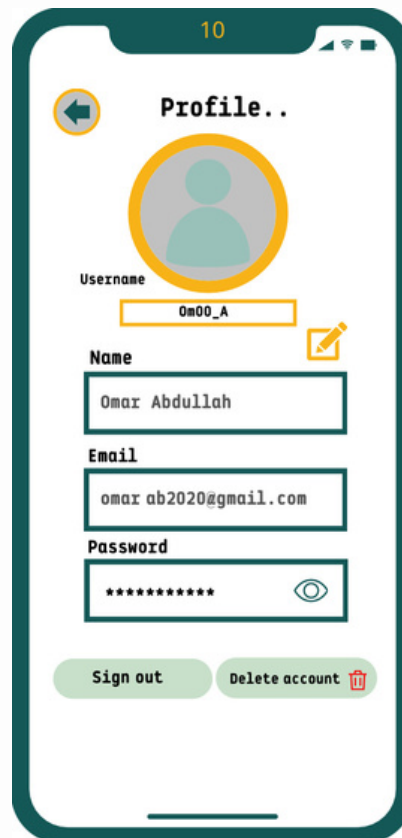 10
Profile..
Username
Om00_A
Name
Omar Abdullah
Email
omar ab2020@gmail.com
Password
***********
Sign out
Delete account